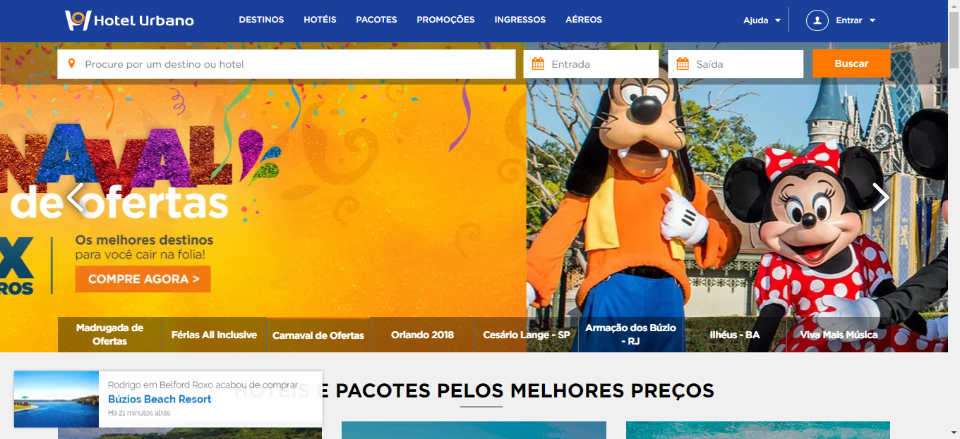 Hotel Urbano
DESTINOS HOTÉIS PACOTES PROMOÇÕES INGRESSOS AÉREOS
Ajuda Entrar
Procure por um destino ou hotel Entrada Saída Buscar
NAVAL
de ofertas
X
ROS
Os melhores destinos
para você cair na folia!
COMPRE AGORA >
Madrugada de
Ofertas
Férias All Inclusive
Carnaval de Ofertas
Orlando 2018
Cesário Lange - SP
Armação dos Búzio
- RJ
Ilhéus - BA
Viva Mais Música
HOTÉIS E PACOTES PELOS MELHORES PREÇOS
Rodrigo em Belford Roxo acabou de comprar
Búzios Beach Resort
Há 21 minutos atrás